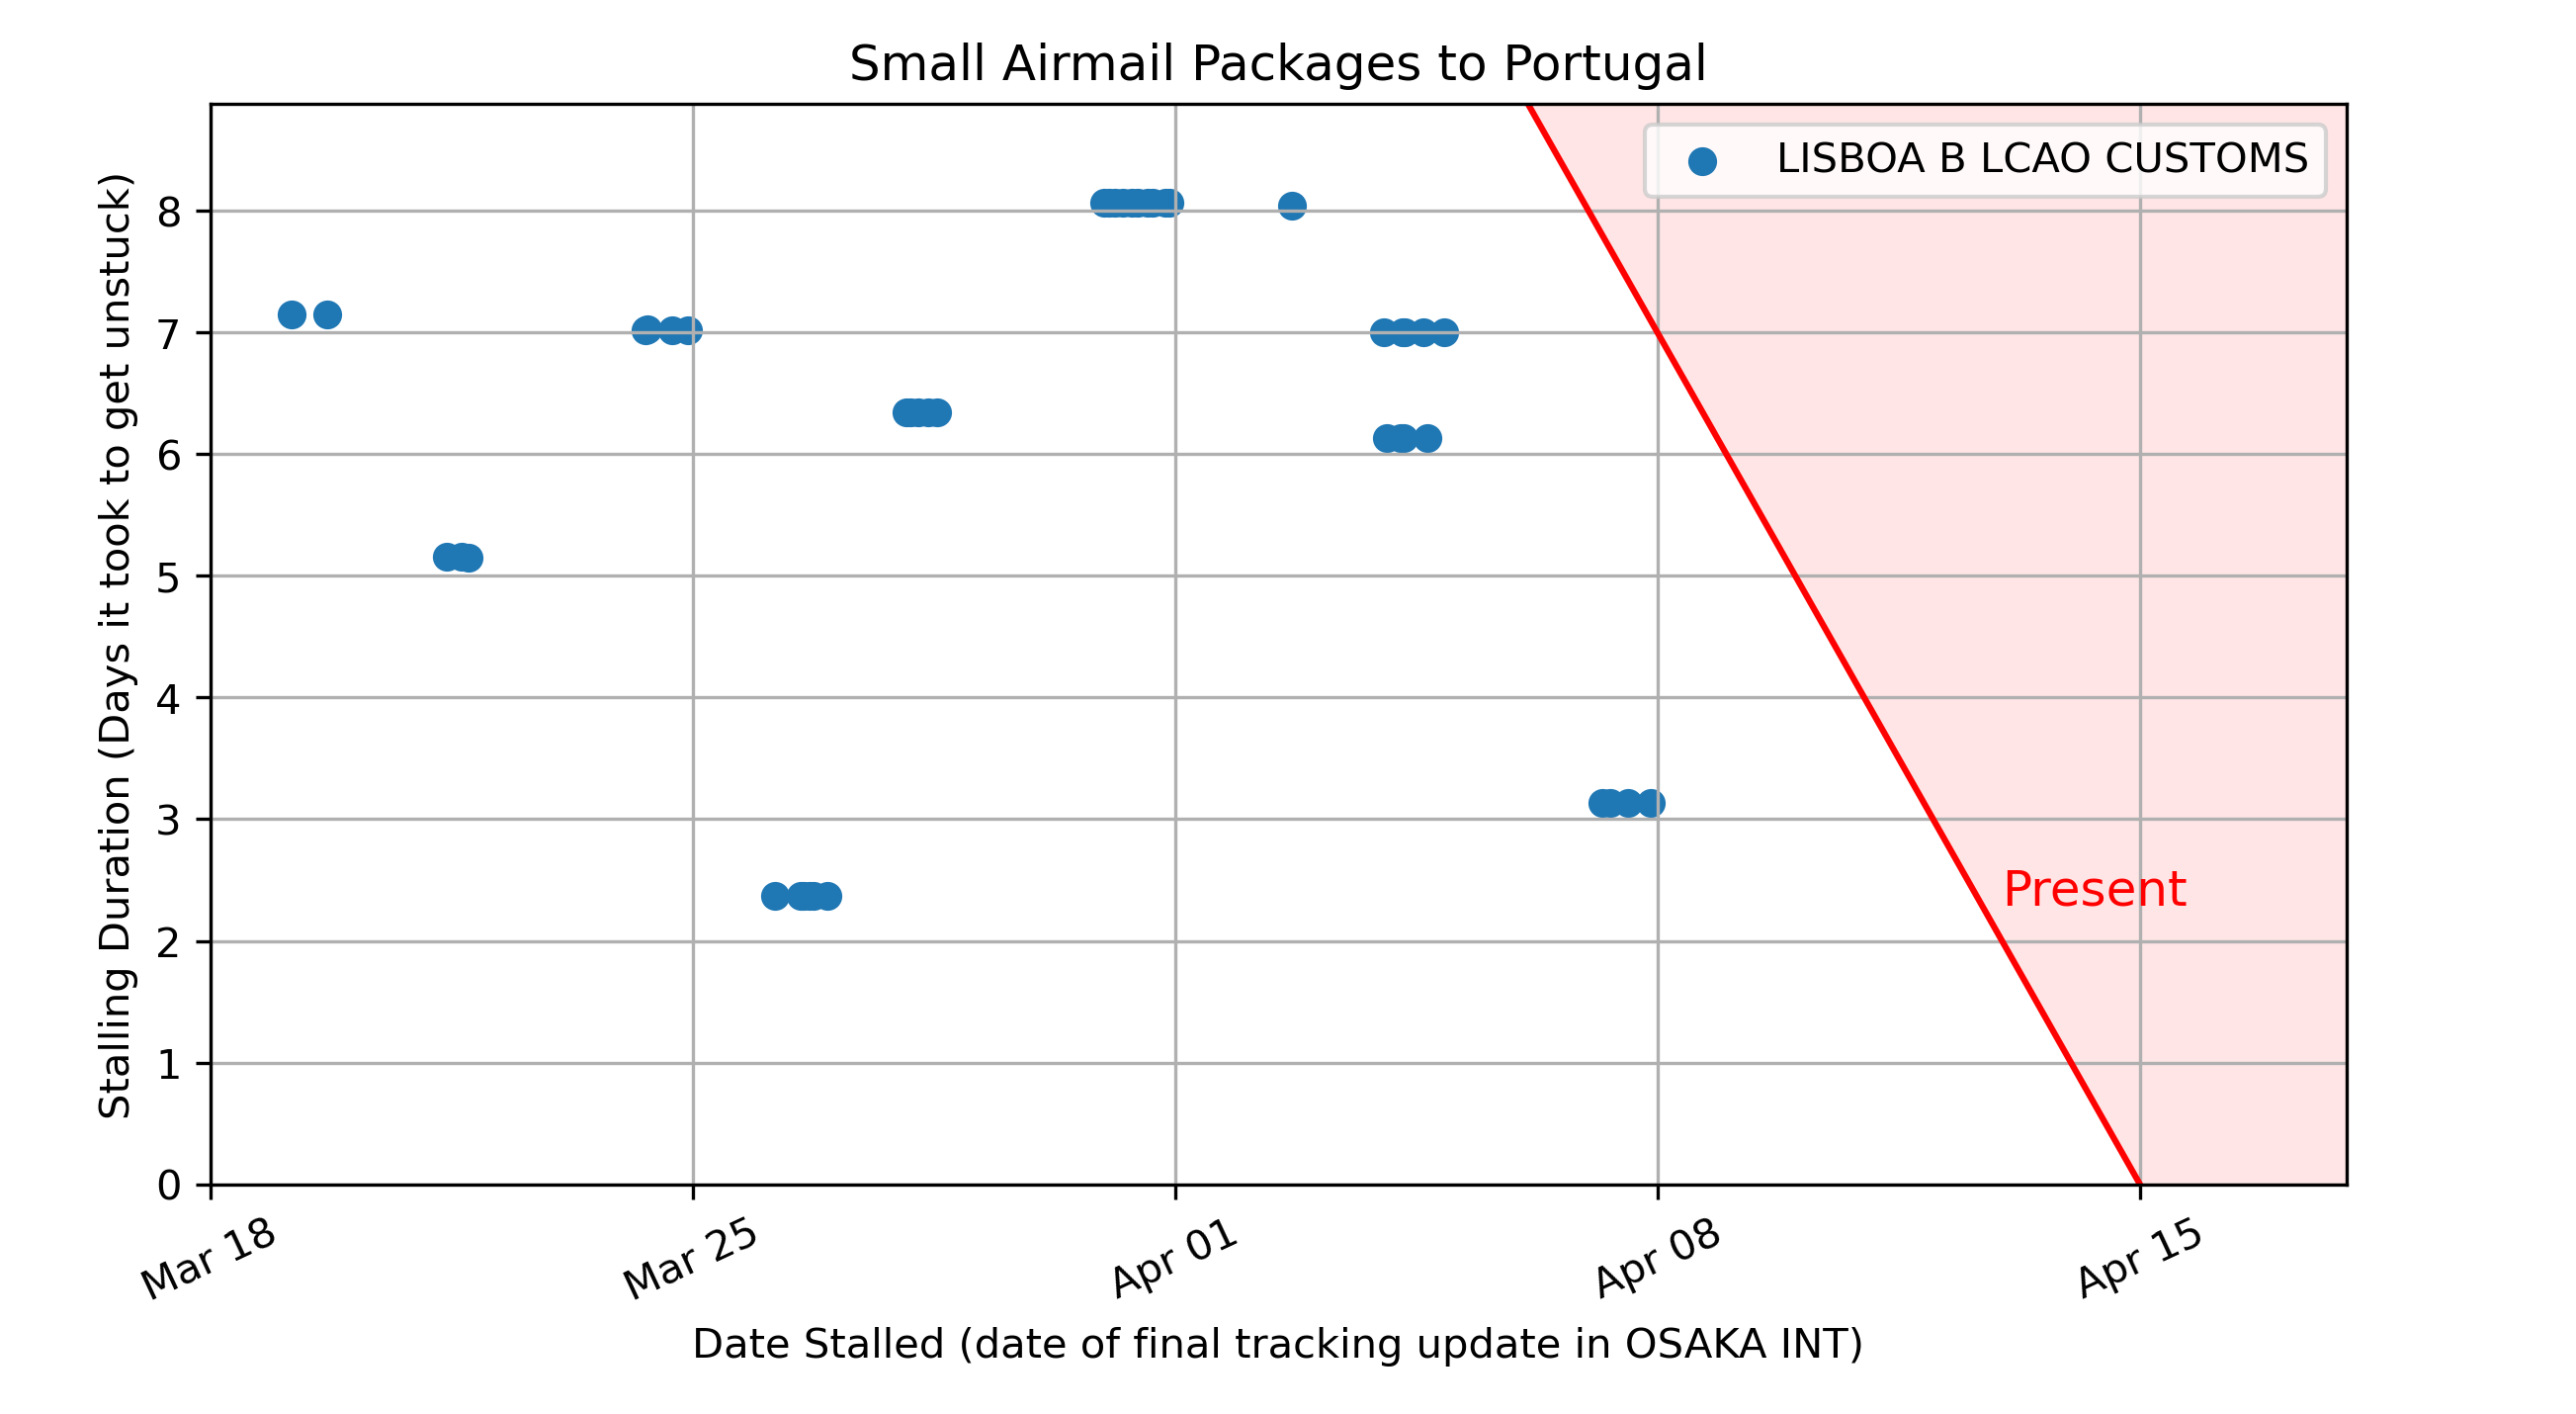 Small Airmail Packages to Portugal
LISBOA B LCAO CUSTOMS
Stalling Duration (Days it took to get unstuck)
8
7
6
5
4
3
2
1
0
Present
Mar 18
Mar 25
Apr 01
Apr 08
Apr 15
Date Stalled (date of final tracking update in OSAKA INT)